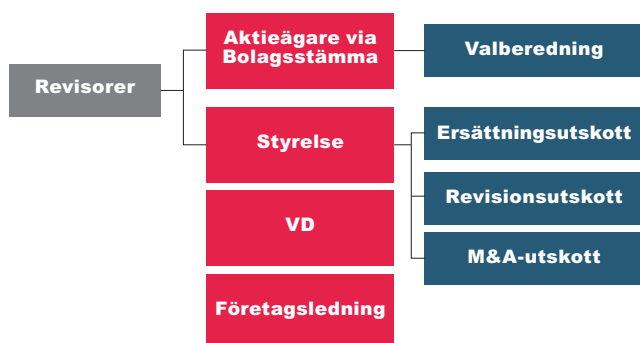 Revisorer
Aktieägare via
Bolagsstämma
Valberedning
Styrelse
Ersättningsutskott
Revisionsutskott
M&A-utskott
VD
Företagsledning